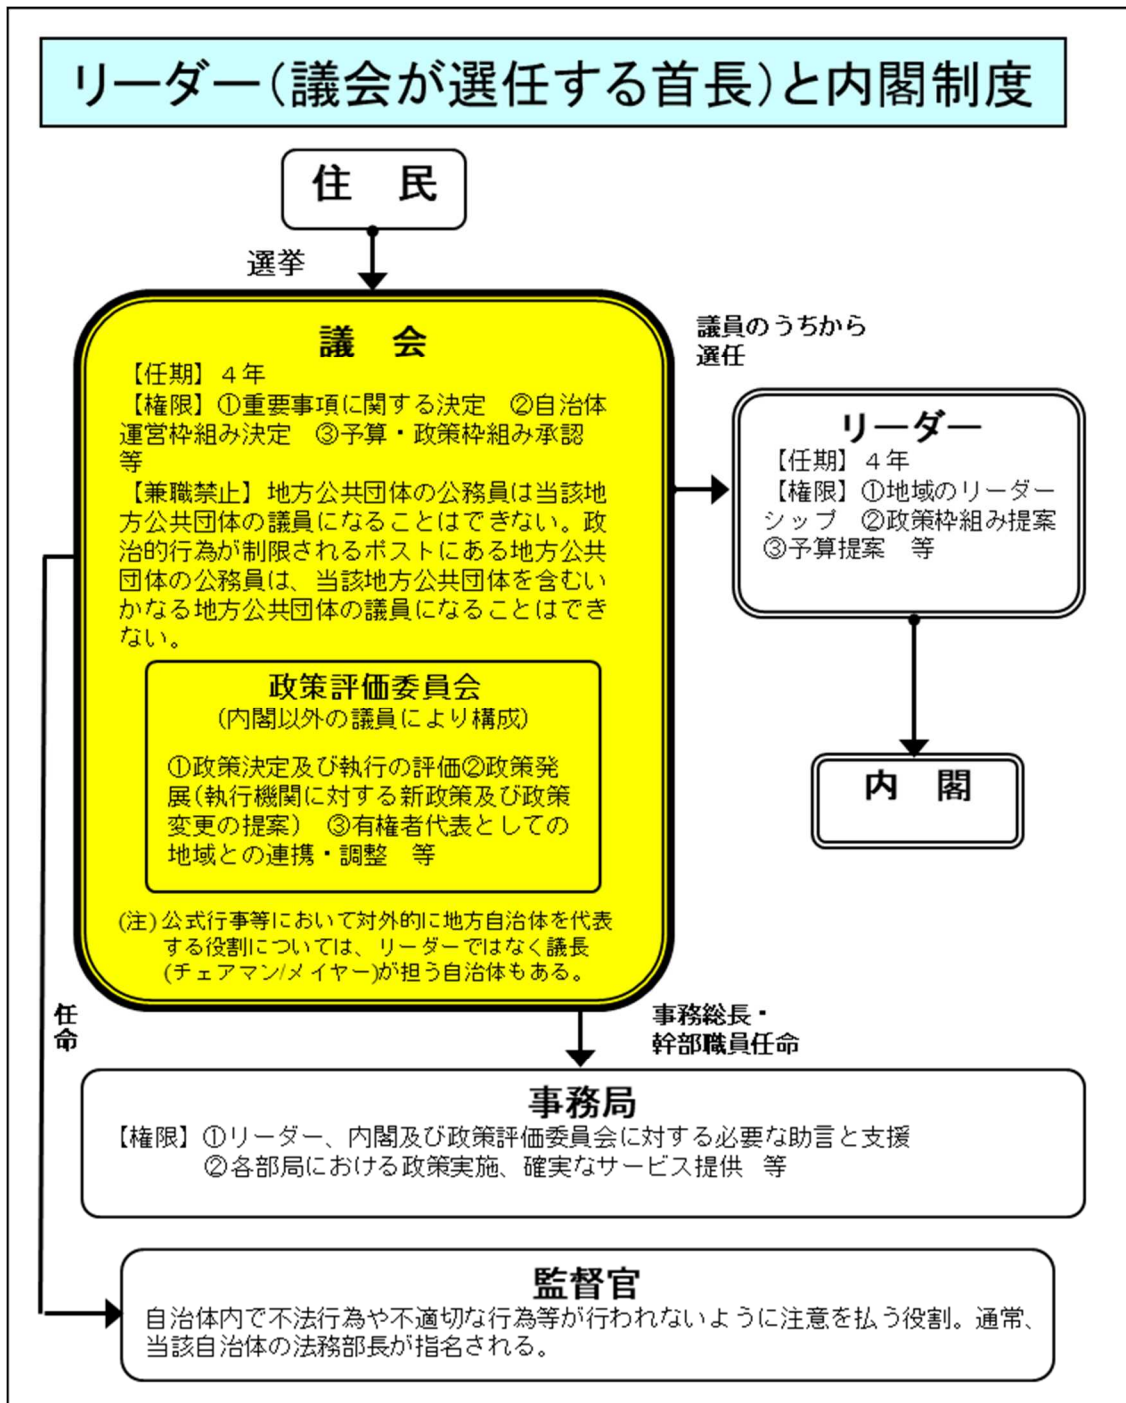 リーダー（議会が選任する首長）と内閣制度
住　民
選挙
議　会
【任期】４年
【権限】①重要事項に関する決定　②自治体
運営枠組み決定　③予算・政策枠組み承認
等
【兼職禁止】地方公共団体の公務員は当該地
方公共団体の議員になることはできない。政
治的行為が制限されるポストにある地方公共
団体の公務員は、当該地方公共団体を含むい
かなる地方公共団体の議員になることはでき
ない。
政策評価委員会
(内閣以外の議員により構成)
①政策決定及び執行の評価②政策発
展(執行機関に対する新政策及び政策
変更の提案)　③有権者代表としての
地域との連携・調整　等
(注) 公式行事等において対外的に地方自治体を代表
する役割については、リーダーではなく議長
(チェアマン/メイヤー)が担う自治体もある。
議員のうちから
選任
リーダー
【任期】４年
【権限】①地域のリーダー
シップ　②政策枠組み提案
③予算提案　等
内　閣
任命
事務総長・
幹部職員任命
事務局
【権限】①リーダー、内閣及び政策評価委員会に対する必要な助言と支援
②各部局における政策実施、確実なサービス提供　等
監督官
自治体内で不法行為や不適切な行為等が行われないように注意を払う役割。通常、
当該自治体の法務部長が指名される。